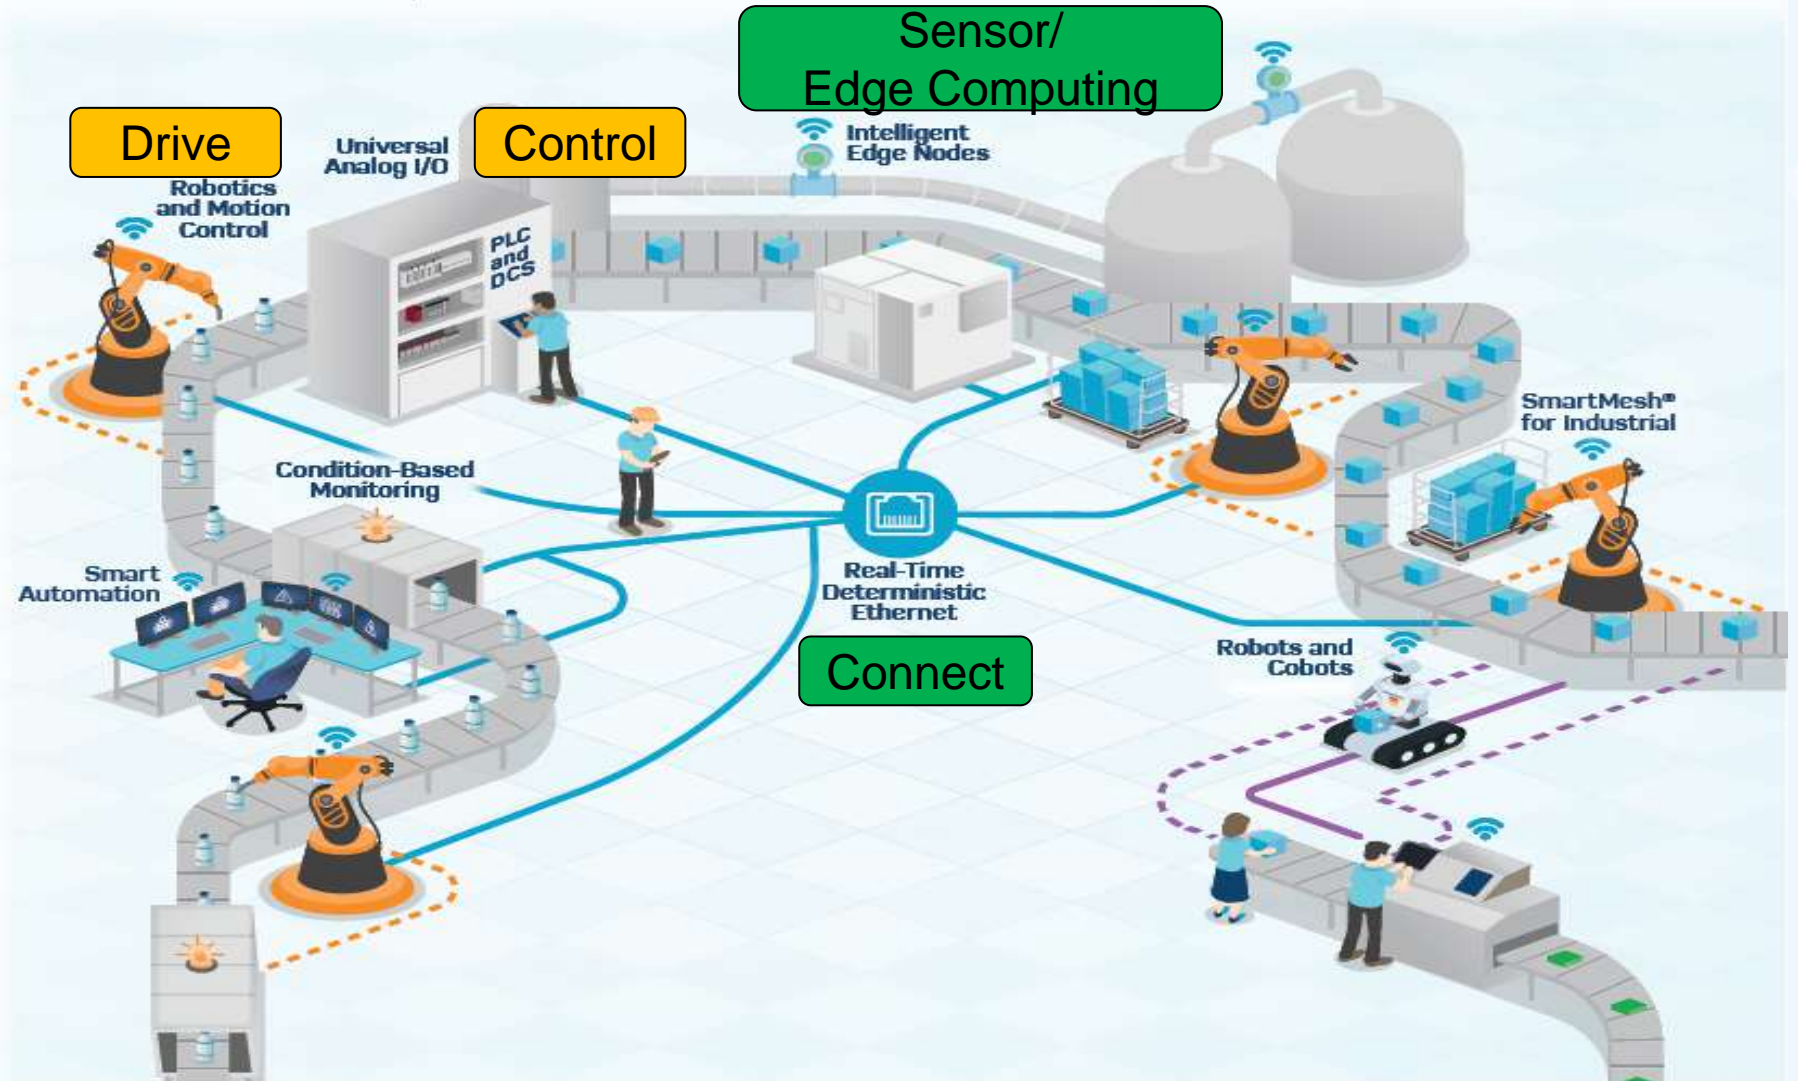 Sensor/
Edge Computing
Drive
Control
Universal
Analog I/O
Intelligent
Edge Nodes
Robotics
and Motion
Control
PLC
and
DCS
SmartMesh®
for Industrial
Condition-Based
Monitoring
Smart
Automation
Real-Time
Deterministic
Ethernet
Connect
Robots and
Cobots